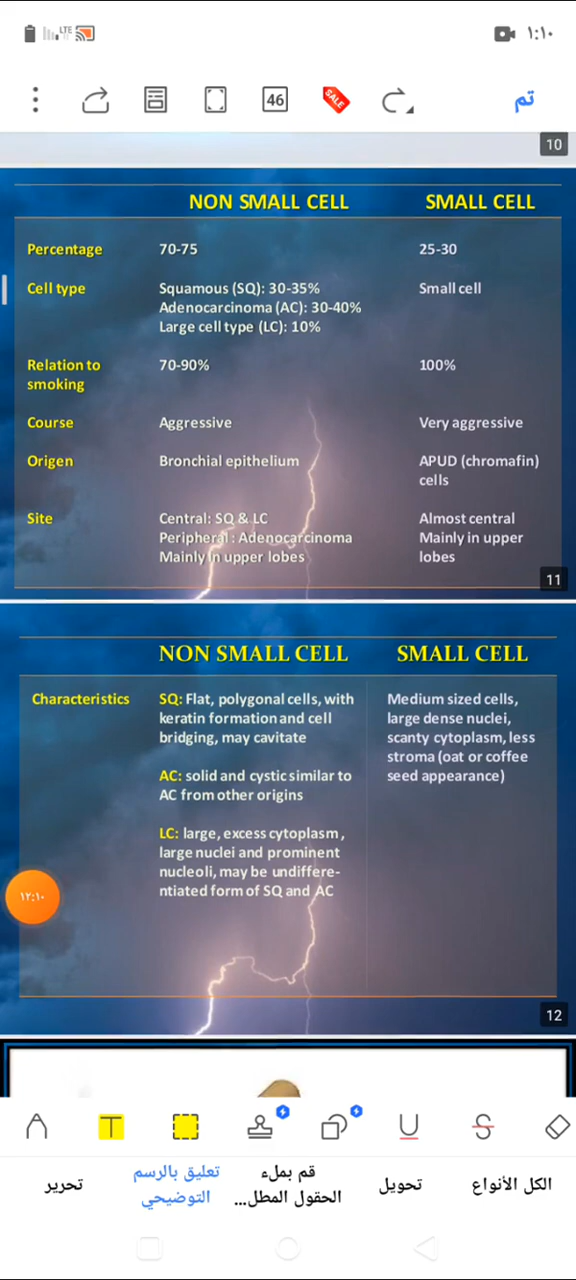 LTE
١:١٠
46
SALE
تم
10
NON SMALL CELL
SMALL CELL
Percentage
70-75
25-30
Cell type
Squamous (SQ): 30-35%
Adenocarcinoma (AC): 30-40%
Large cell type (LC): 10%
Small cell
Relation to
smoking
70-90%
100%
Course
Aggressive
Very aggressive
Origen
Bronchial epithelium
APUD (chromafin)
cells
Site
Central: SQ & LC
Peripheral : Adenocarcinoma
Mainly in upper lobes
Almost central
Mainly in upper
lobes
11
NON SMALL CELL
SMALL CELL
Characteristics
SQ: Flat, polygonal cells, with
keratin formation and cell
bridging, may cavitate
AC: solid and cystic similar to
AC from other origins
LC: large, excess cytoplasm ,
large nuclei and prominent
nucleoli, may be undiffere-
ntiated form of SQ and AC
Medium sized cells,
large dense nuclei,
scanty cytoplasm, less
stroma (oat or coffee
seed appearance)
١٢:١٠
12
T
U
S
الكل الأنواع
تحويل
قم بملء
الحقول المطل...
تعليق بالرسم
التوضيحي
تحرير